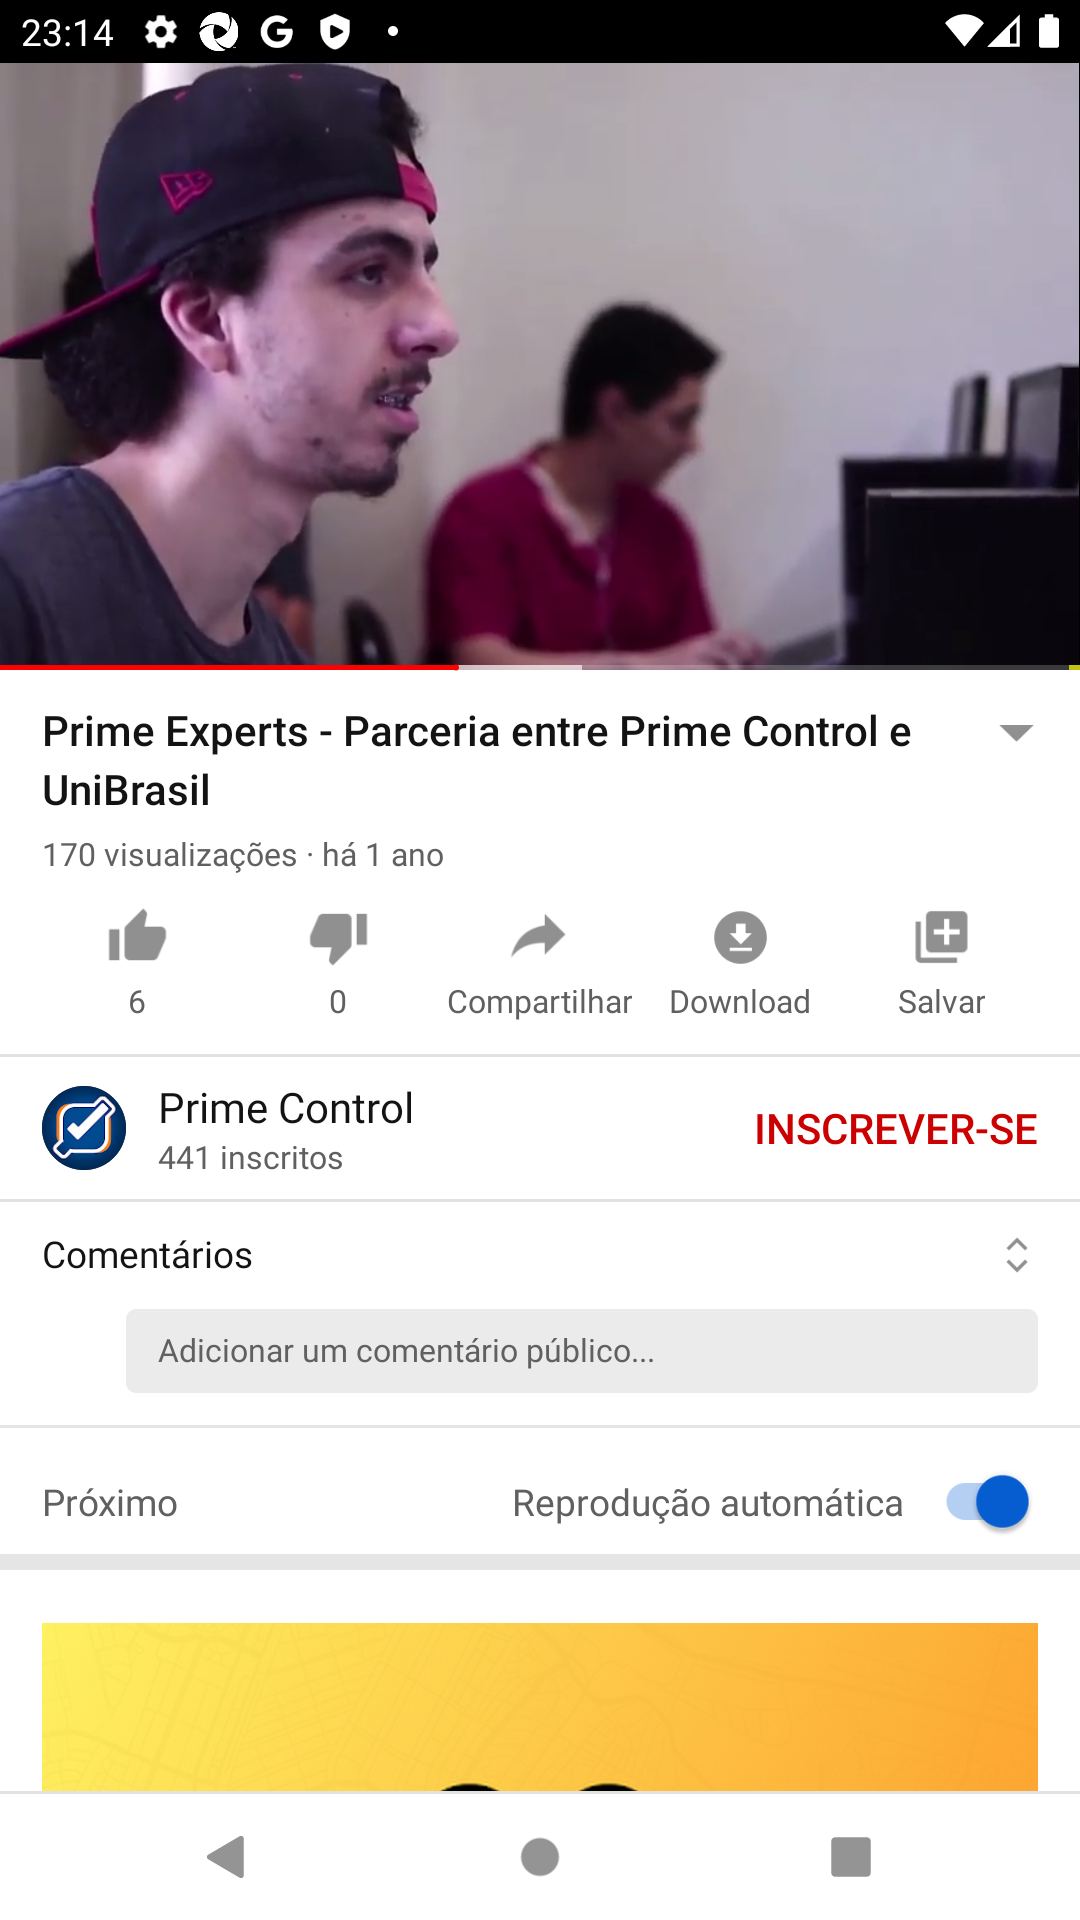 23:14
Prime Experts - Parceria entre Prime Control e
UniBrasil
170 visualizações · há 1 ano
6
0
Compartilhar
Download
Salvar
Prime Control
441 inscritos
INSCREVER-SE
Comentários
Adicionar um comentário público...
Próximo
Reprodução automática